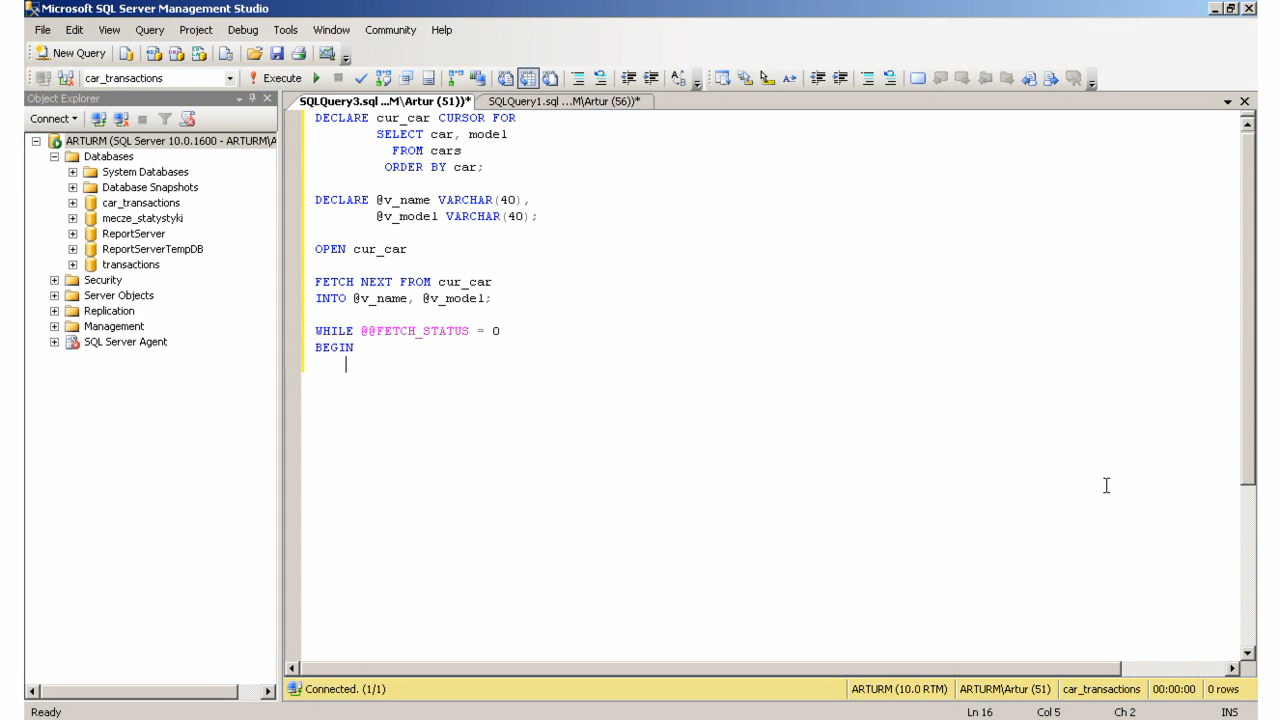 Microsoft SQL Server Management Studio
File Edit View Query Project Debug Tools Window Community Help
New Query
car_transactions Execute
Object Explorer
SQLQuery3.sql ...M\Artur (51))* SQLQuery1.sql ...M\Artur (56))*
Connect
ARTURM (SQL Server 10.0.1600 - ARTURM\A
Databases
System Databases
Database Snapshots
car_transactions
mecze_statystyki
ReportServer
ReportServerTempDB
transactions
Security
Server Objects
Replication
Management
SQL Server Agent
DECLARE cur_car CURSOR FOR
SELECT car, model
FROM cars
ORDER BY car;
DECLARE @v_name VARCHAR(40),
@v_model VARCHAR(40);
OPEN cur_car
FETCH NEXT FROM cur_car
INTO @v_name, @v_model;
WHILE @@FETCH_STATUS = 0
BEGIN
Connected. (1/1) ARTURM (10.0 RTM) ARTURM\Artur (51) car_transactions 00:00:00 0 rows
Ready Ln 16 Col 5 Ch 2 INS